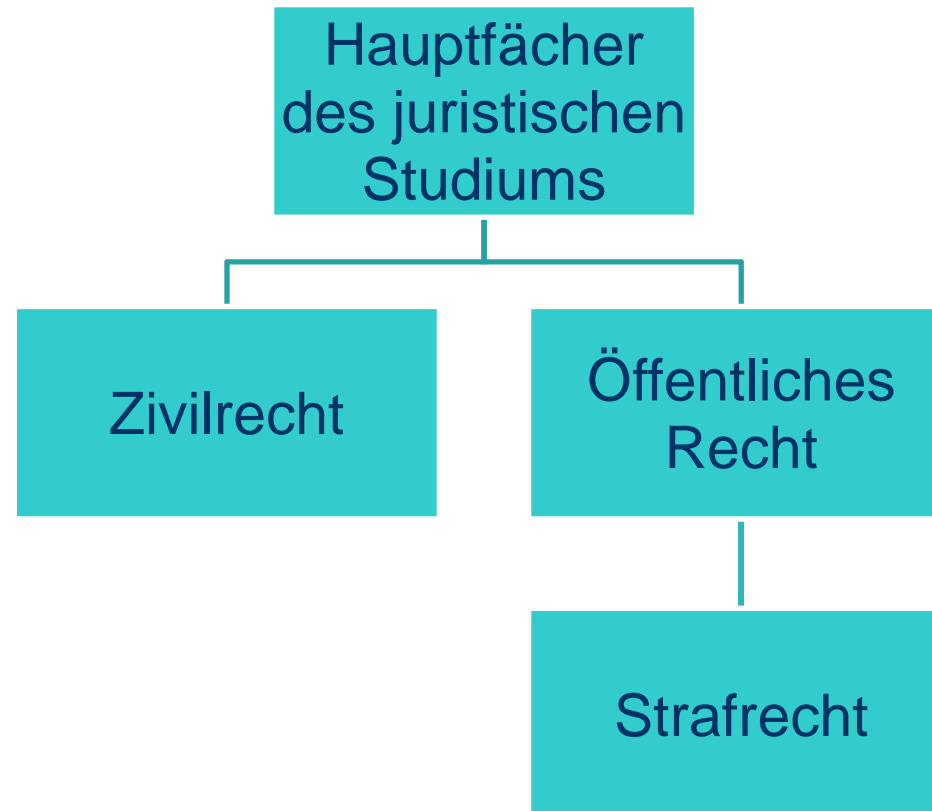 Hauptfächer
des juristischen
Studiums
Zivilrecht
Öffentliches
Recht
Strafrecht